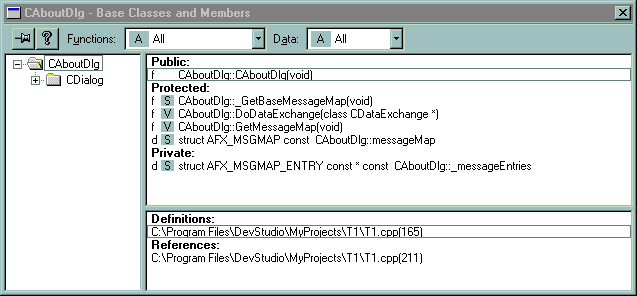 CAboutDlg - Base Classes and Members
Functions: A All Data: A All
CAboutDlg
CDialog
Public:
f CAboutDlg::CAboutDlg(void)
Protected:
f S CAboutDlg::_GetBaseMessageMap(void)
f V CAboutDlg::DoDataExchange(class CDataExchange *)
f V CAboutDlg::GetMessageMap(void)
d S struct AFX_MSGMAP const CAboutDlg::messageMap
Private:
d S struct AFX_MSGMAP_ENTRY const * const CAboutDlg::_messageEntries
Definitions:
C:\Program Files\DevStudio\MyProjects\T1\T1.cpp(165)
References:
C:\Program Files\DevStudio\MyProjects\T1\T1.cpp(211)